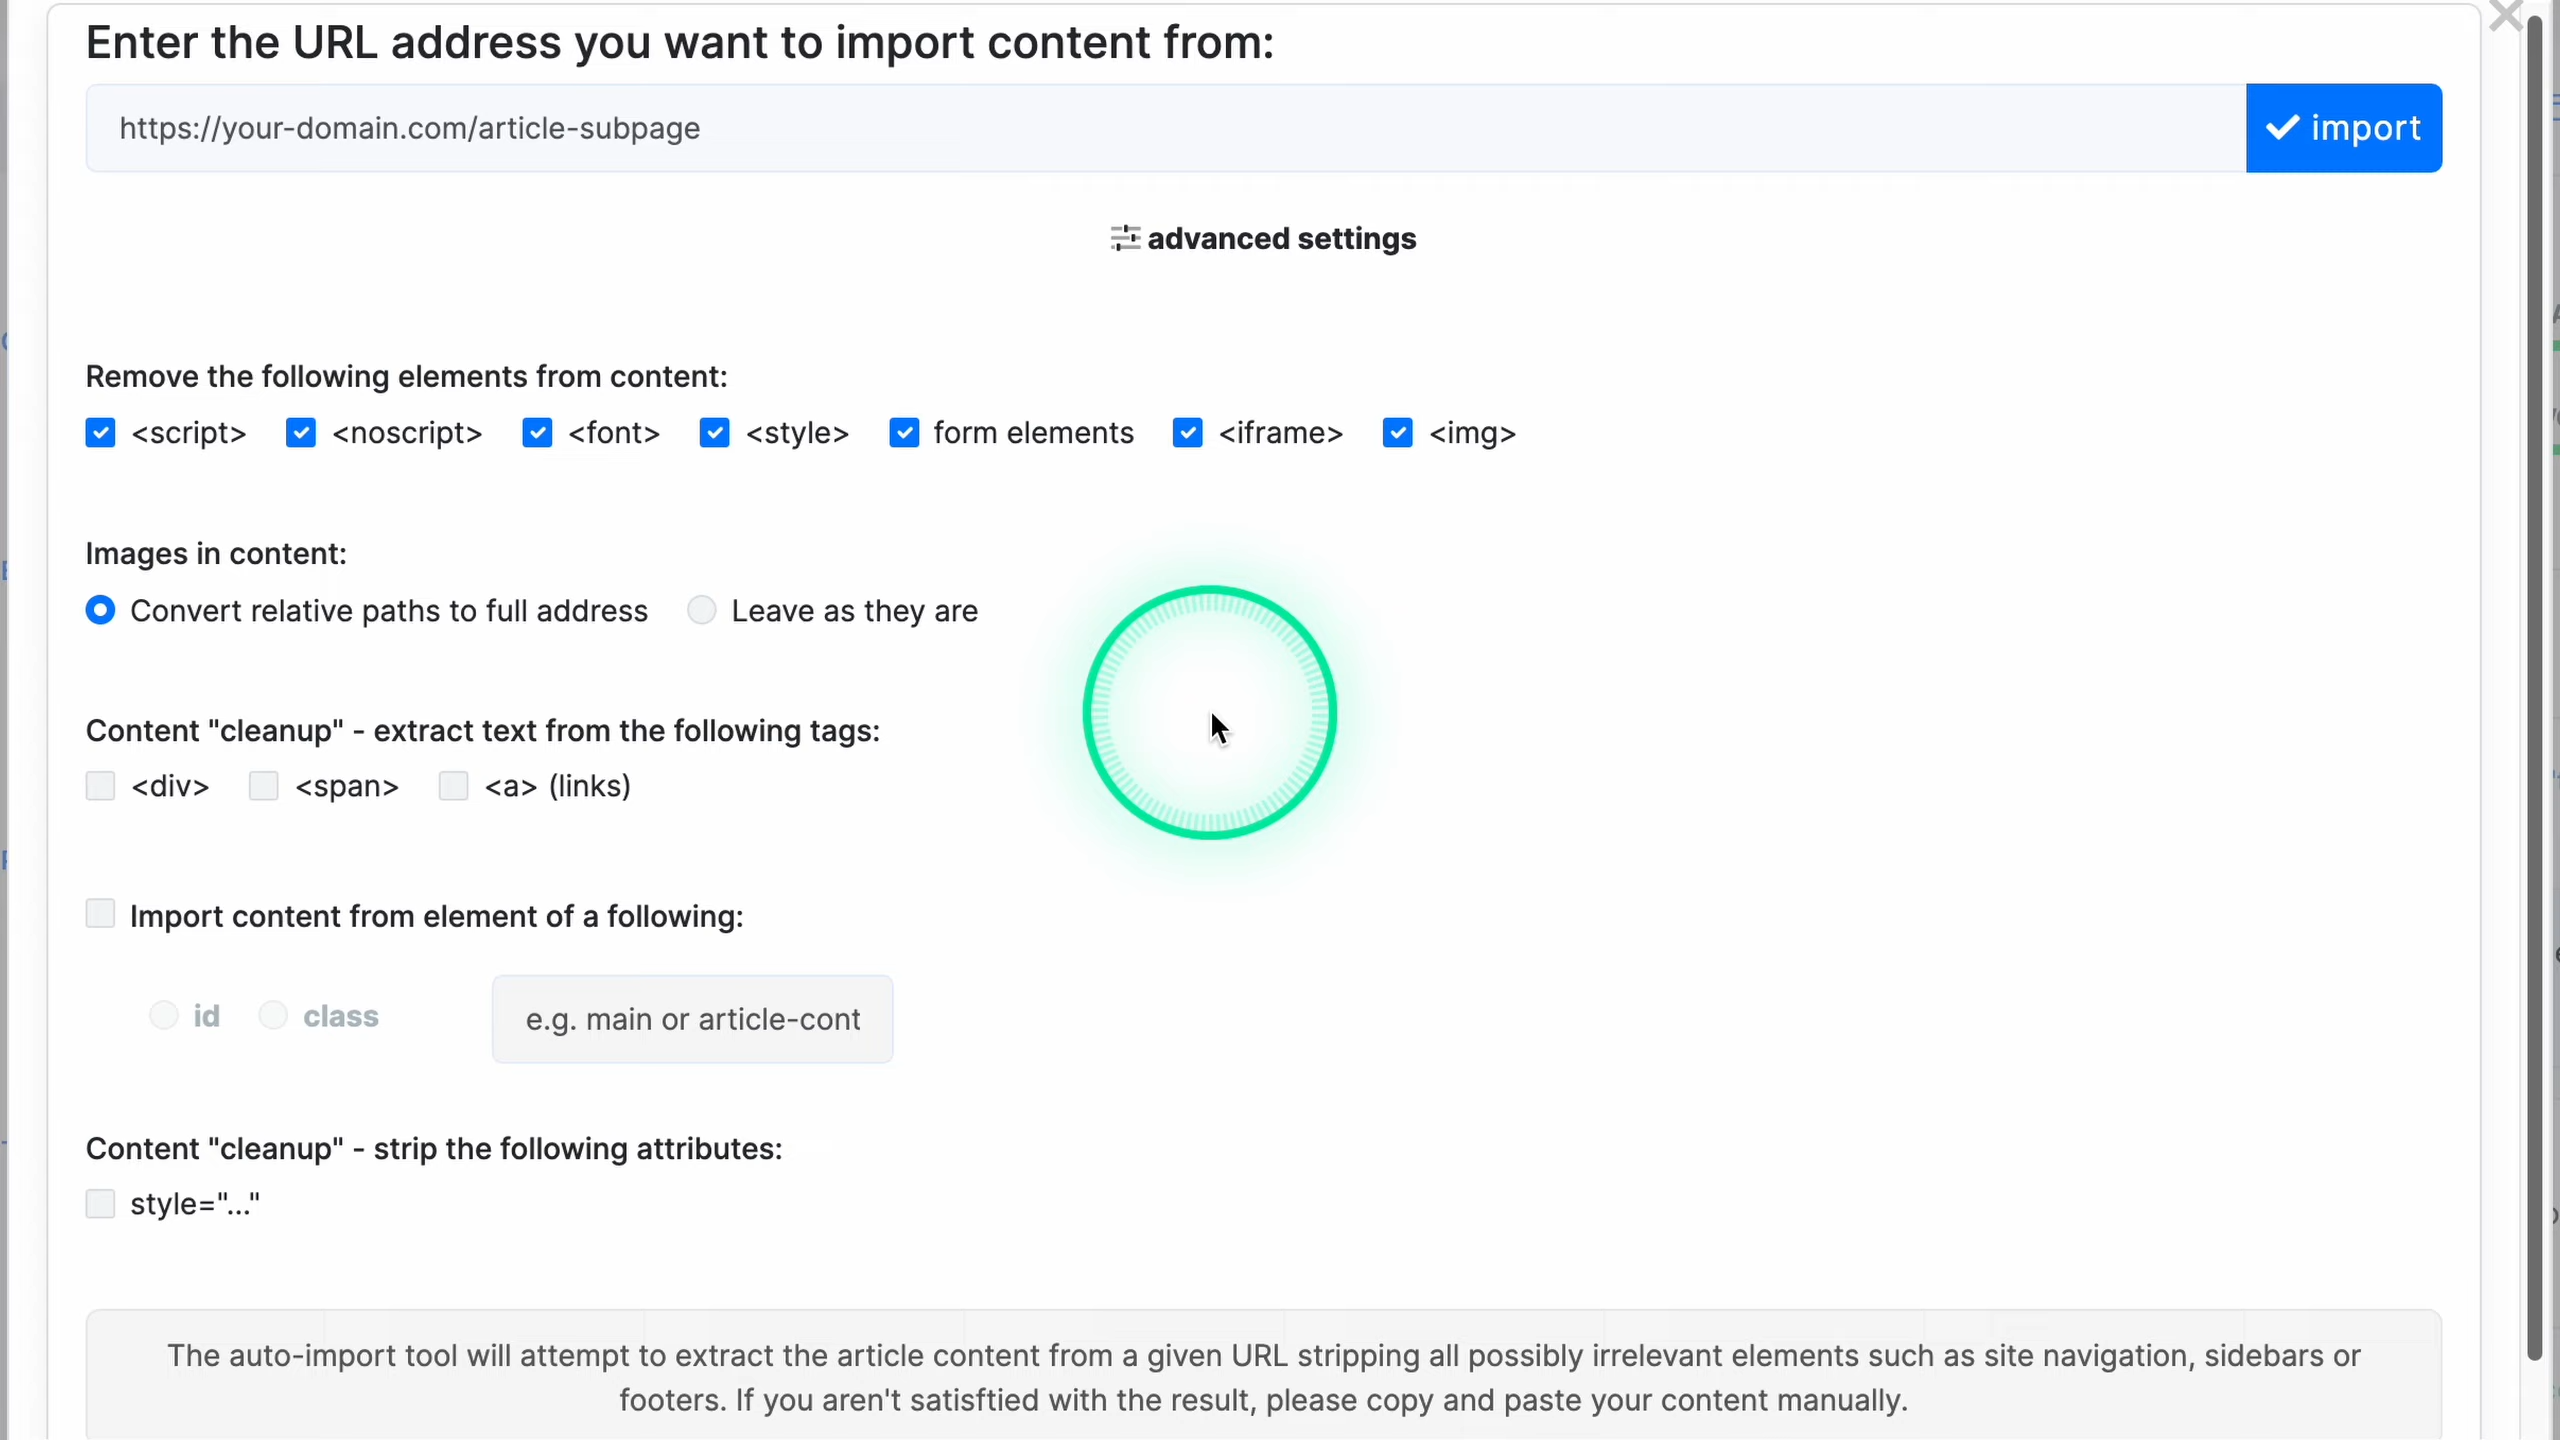 Enter the URL address you want to import content from:
https://your-domain.com/article-subpage
import
advanced settings
Remove the following elements from content:
<script> <noscript> <font> <style> form elements <iframe> <img>
Images in content:
Convert relative paths to full address Leave as they are
Content "cleanup" - extract text from the following tags:
<div> <span> <a> (links)
Import content from element of a following:
id class e.g. main or article-cont
Content "cleanup" - strip the following attributes:
style="..."
The auto-import tool will attempt to extract the article content from a given URL stripping all possibly irrelevant elements such as site navigation, sidebars or
footers. If you aren't satisftied with the result, please copy and paste your content manually.